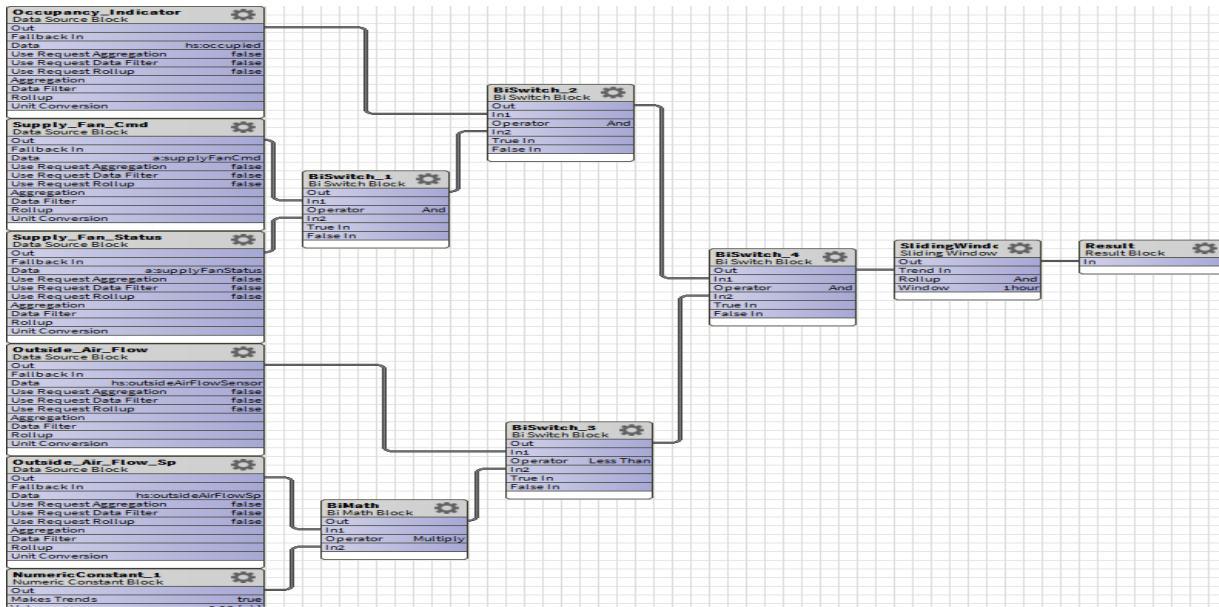 Occupancy_Indicator
Data Source Block
Out
Fallback In
Data hs:occupied
Use Request Aggregation false
Use Request Data Filter false
Use Request Rollup false
Aggregation
Data Filter
Rollup
Unit Conversion
Supply_Fan_Cmd
Data Source Block
Out
Fallback In
Data a:supplyFanCmd
Use Request Aggregation false
Use Request Data Filter false
Use Request Rollup false
Aggregation
Data Filter
Rollup
Unit Conversion
Supply_Fan_Status
Data Source Block
Out
Fallback In
Data a:supplyFanStatus
Use Request Aggregation false
Use Request Data Filter false
Use Request Rollup false
Aggregation
Data Filter
Rollup
Unit Conversion
Outside_Air_Flow
Data Source Block
Out
Fallback In
Data hs:outsideAirFlowSensor
Use Request Aggregation false
Use Request Data Filter false
Use Request Rollup false
Aggregation
Data Filter
Rollup
Unit Conversion
Outside_Air_Flow_Sp
Data Source Block
Out
Fallback In
Data hs:outsideAirFlowSp
Use Request Aggregation false
Use Request Data Filter false
Use Request Rollup false
Aggregation
Data Filter
Rollup
Unit Conversion
NumericConstant_1
Numeric Constant Block
Out
Makes Trends true
BiSwitch_1
Bi Switch Block
Out
In1
Operator And
In2
True In
False In
BiMath
Bi Math Block
Out
In1
Operator Multiply
In2
BiSwitch_2
Bi Switch Block
Out
In1
Operator And
In2
True In
False In
BiSwitch_3
Bi Switch Block
Out
In1
Operator Less Than
In2
True In
False In
BiSwitch_4
Bi Switch Block
Out
In1
Operator And
In2
True In
False In
SlidingWindc
Sliding Window
Out
Trend In
Rollup And
Window 1hour
Result
Result Block
In